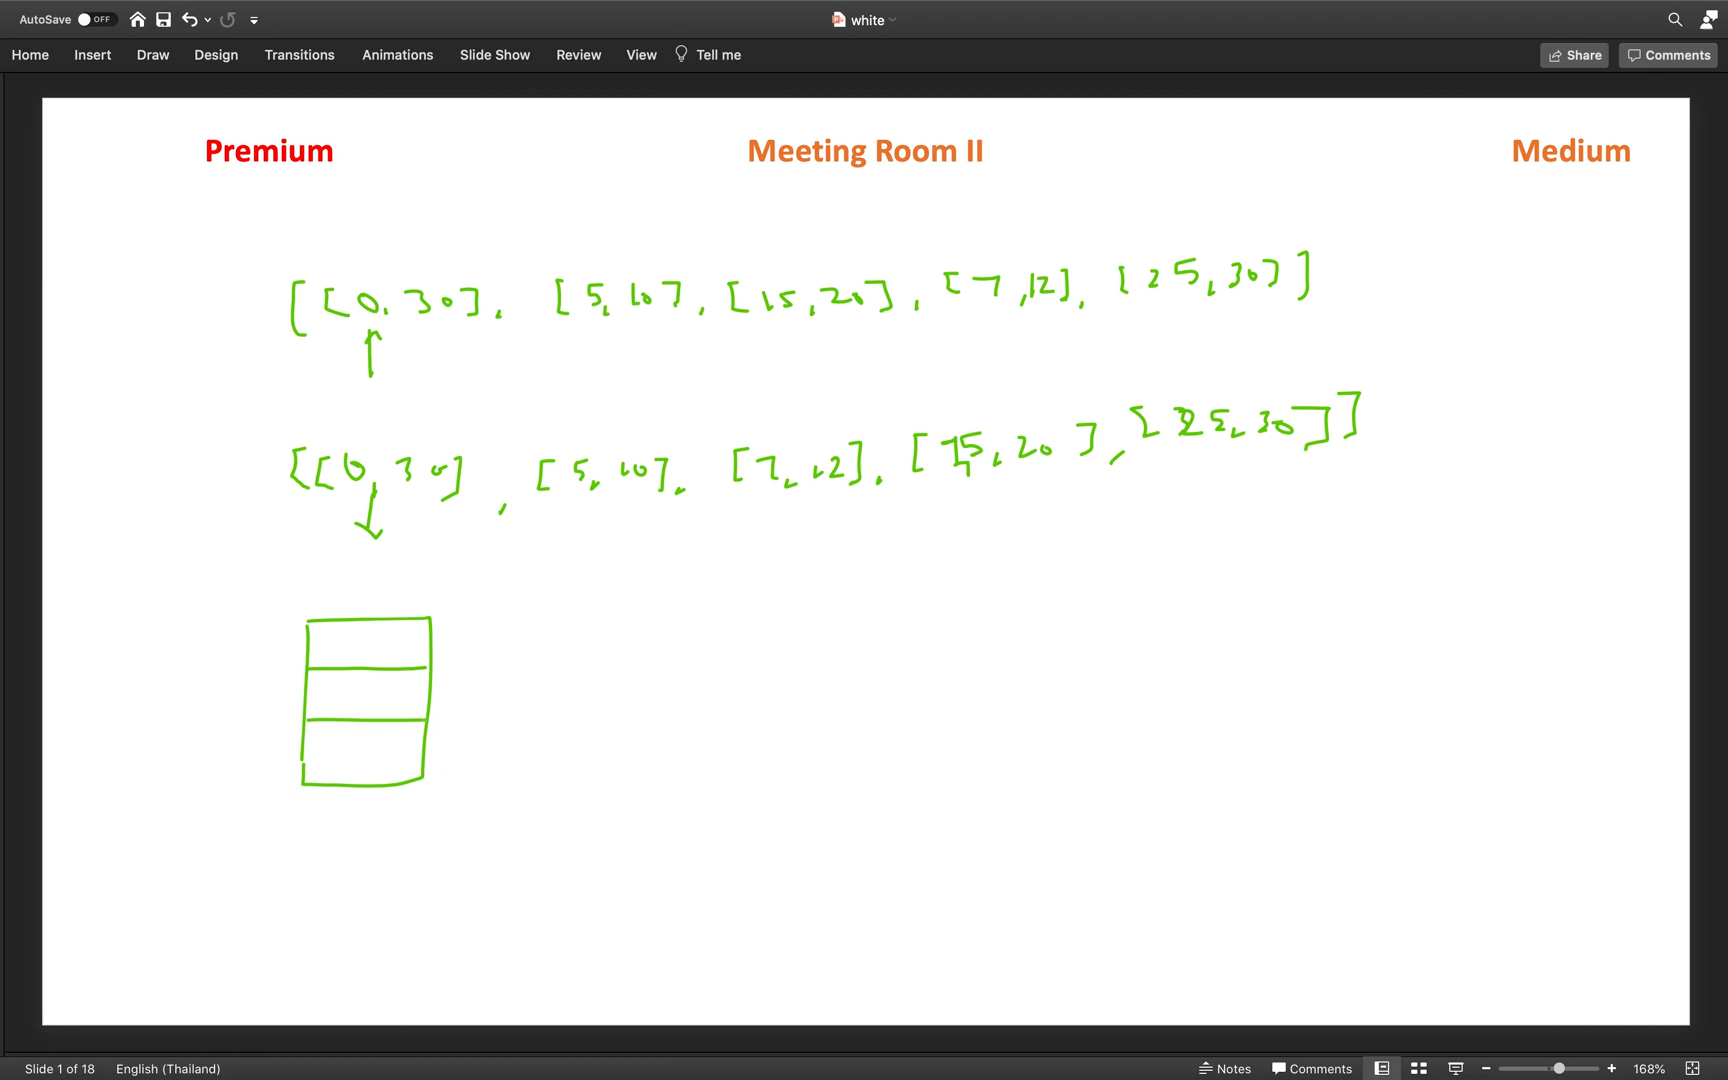 AutoSave OFF white
Home Insert Draw Design Transitions Animations Slide Show Review View Tell me Share Comments
Premium Meeting Room II Medium
[[0,30], [5,10], [15,20], [7,12], [25,30]]
[[0,30], [5,10], [7,12], [15,20], [25,30]]
Slide 1 of 18 English (Thailand) Notes Comments 168%